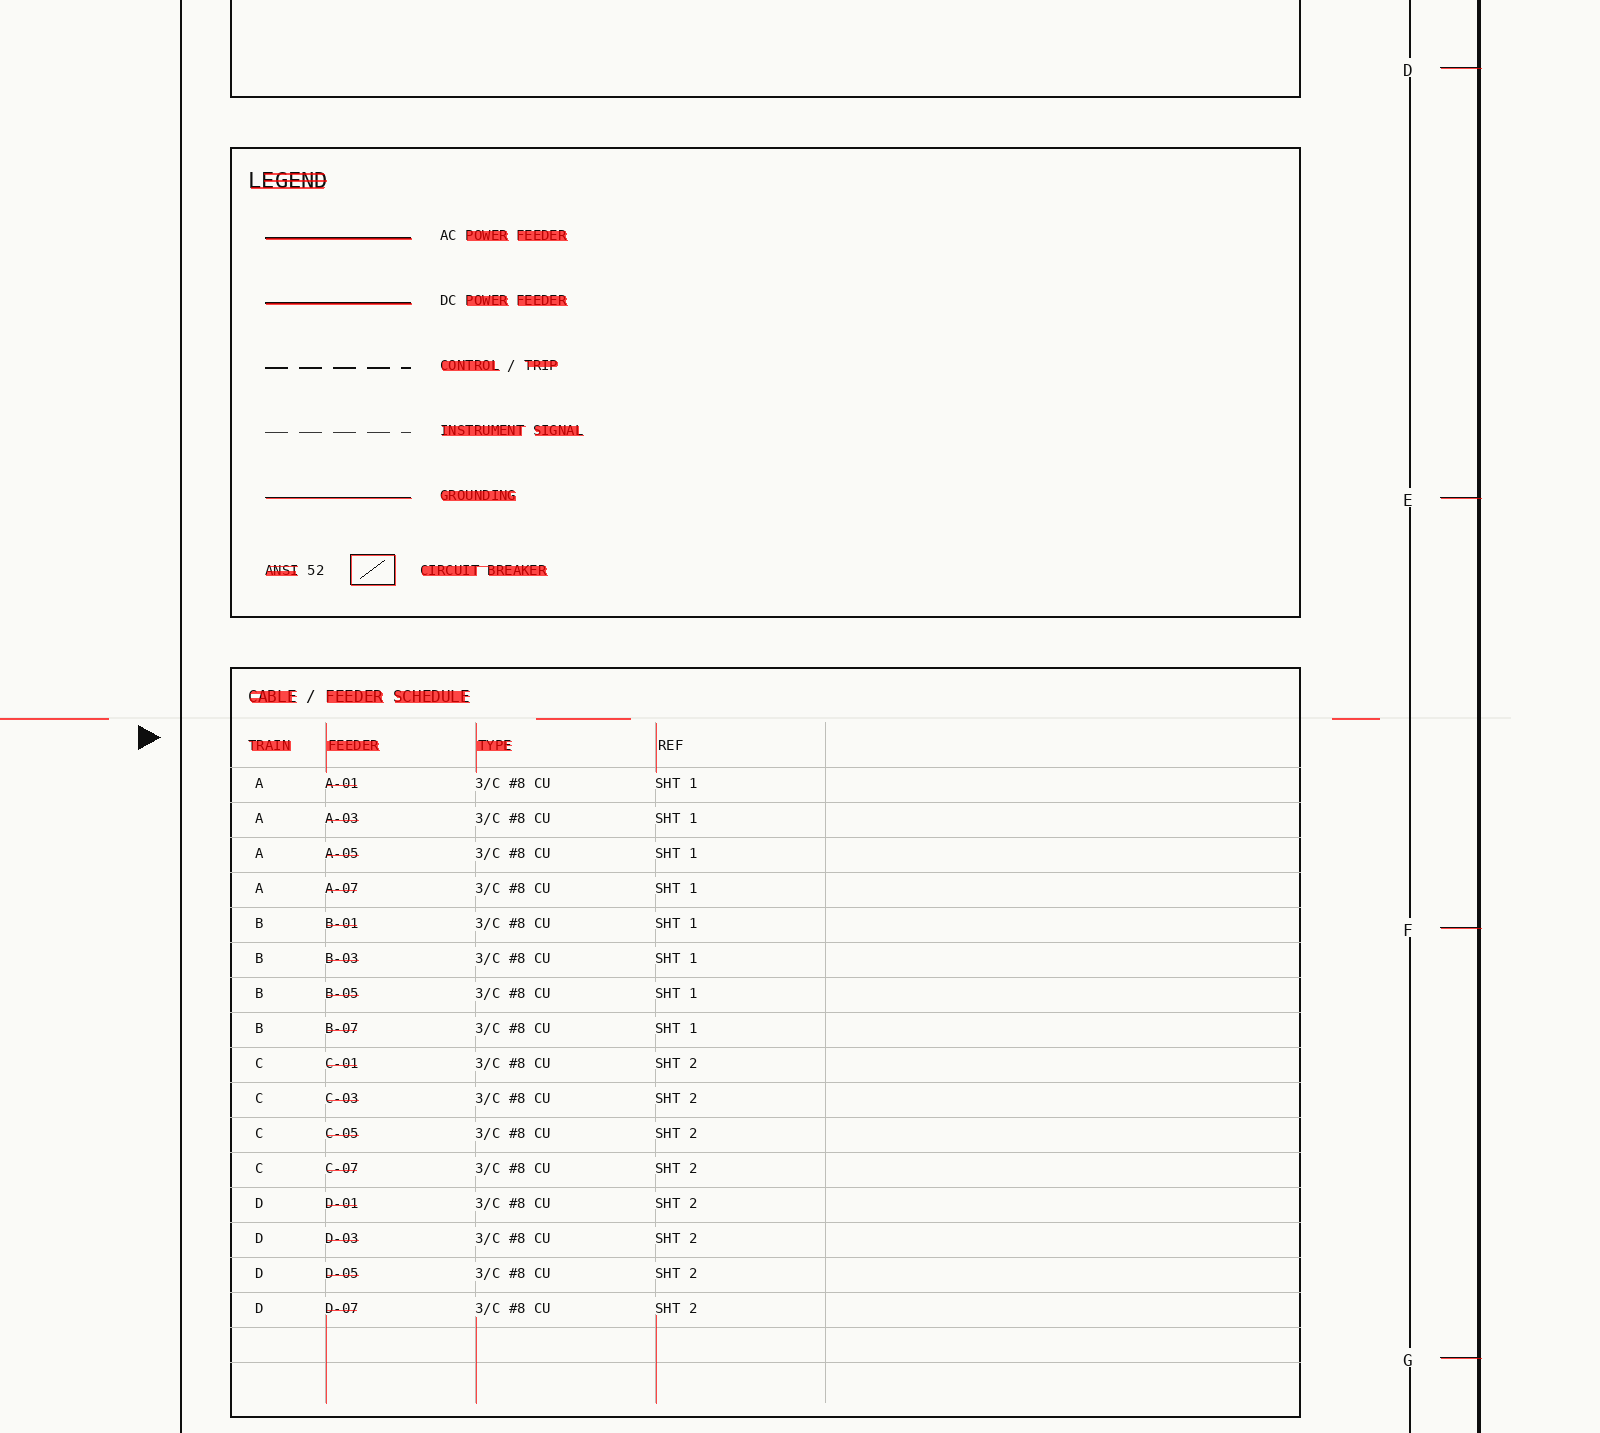 D
LEGEND
AC POWER FEEDER
DC POWER FEEDER
CONTROL / TRIP
INSTRUMENT SIGNAL
GROUNDING
E
ANSI 52 CIRCUIT BREAKER
CABLE / FEEDER SCHEDULE
TRAIN FEEDER TYPE REF
A A-01 3/C #8 CU SHT 1
A A-03 3/C #8 CU SHT 1
A A-05 3/C #8 CU SHT 1
A A-07 3/C #8 CU SHT 1
B B-01 3/C #8 CU SHT 1
F
B B-03 3/C #8 CU SHT 1
B B-05 3/C #8 CU SHT 1
B B-07 3/C #8 CU SHT 1
C C-01 3/C #8 CU SHT 2
C C-03 3/C #8 CU SHT 2
C C-05 3/C #8 CU SHT 2
C C-07 3/C #8 CU SHT 2
D D-01 3/C #8 CU SHT 2
D D-03 3/C #8 CU SHT 2
D D-05 3/C #8 CU SHT 2
D D-07 3/C #8 CU SHT 2
G